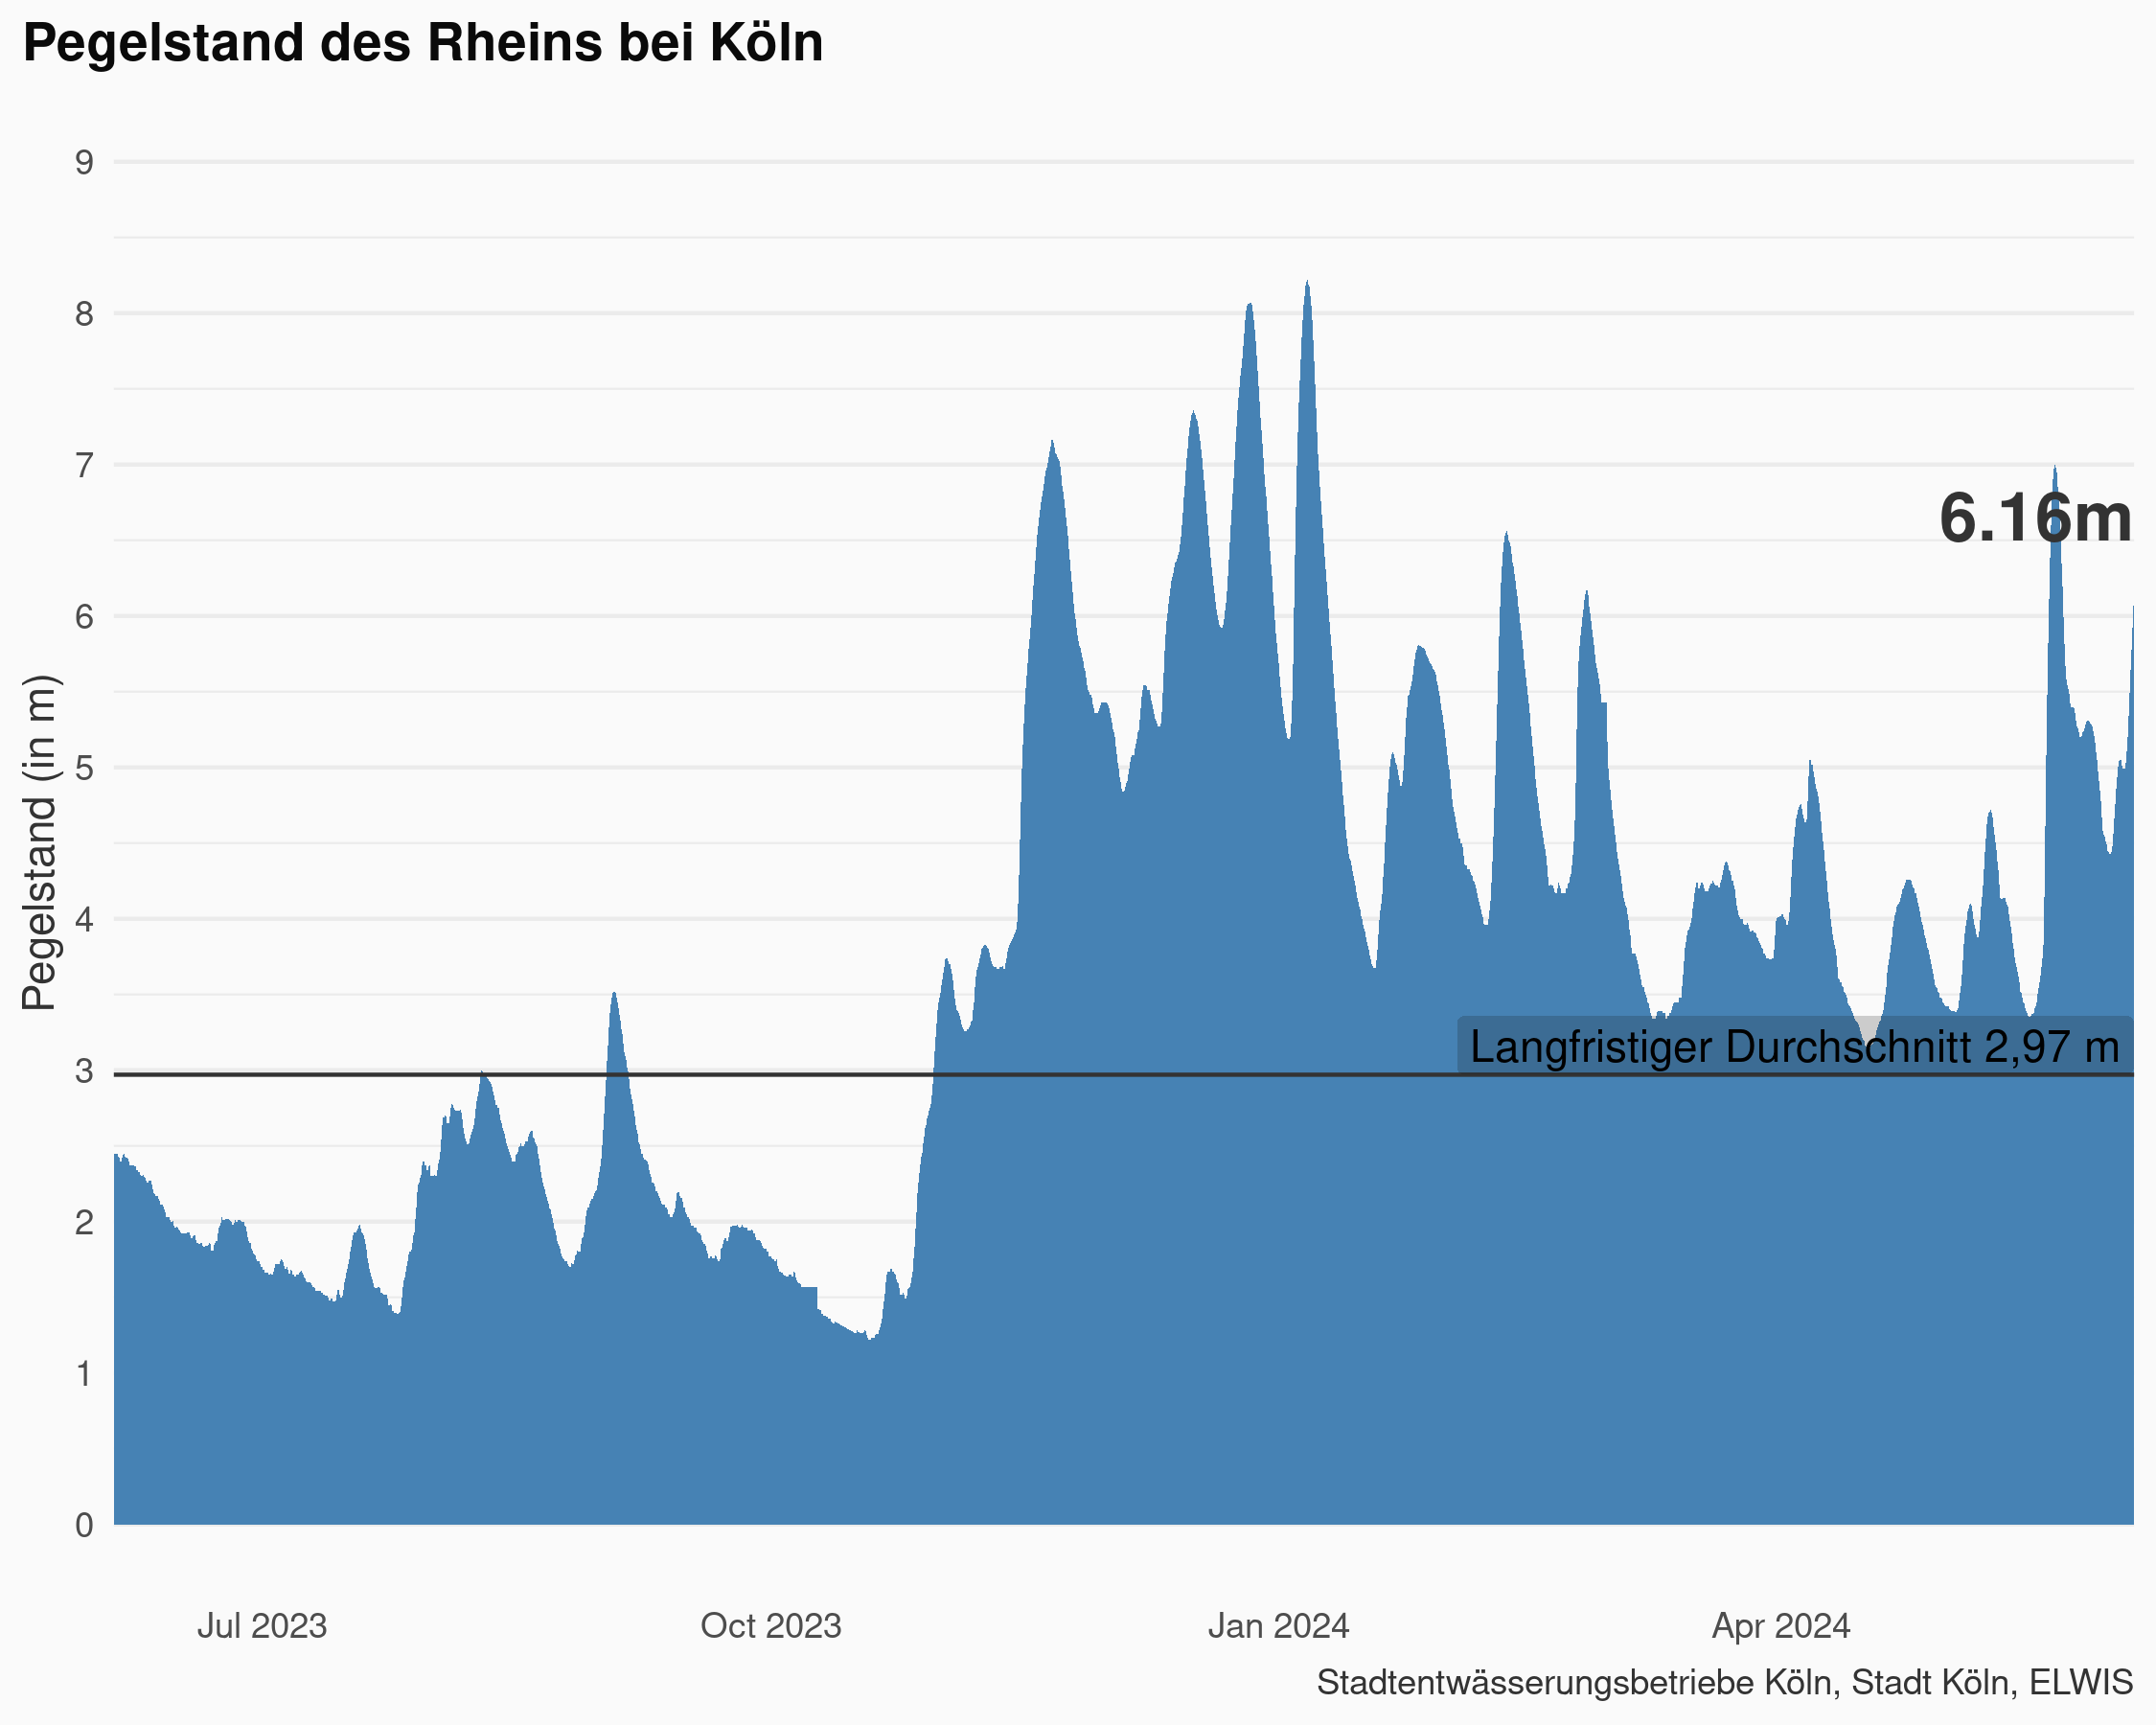 Pegelstand des Rheins bei Köln
Pegelstand (in m)
9
8
7
6
5
4
3
2
1
0
6.16m
Langfristiger Durchschnitt 2,97 m
Jul 2023
Oct 2023
Jan 2024
Apr 2024
Stadtentwässerungsbetriebe Köln, Stadt Köln, ELWIS